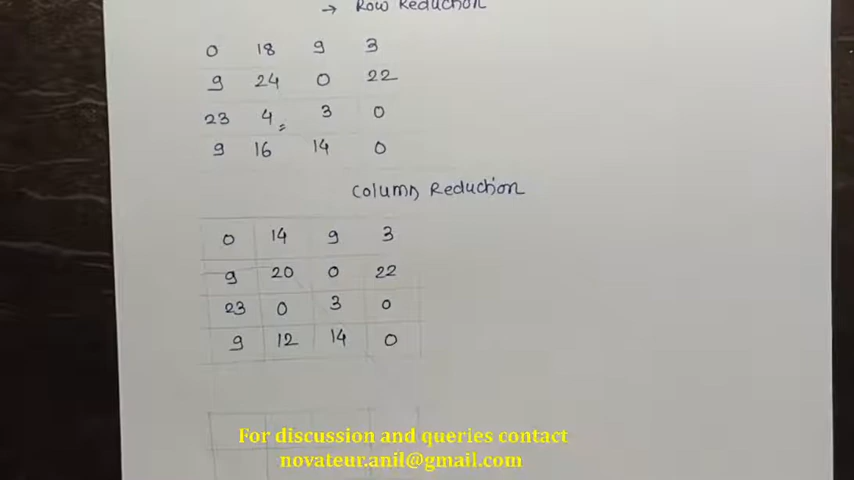 → Row Reduction
0 18 9 3
9 24 0 22
23 4 3 0
9 16 14 0
Column Reduction
0 14 9 3
9 20 0 22
23 0 3 0
9 12 14 0
For discussion and queries contact
novateur.anil@gmail.com